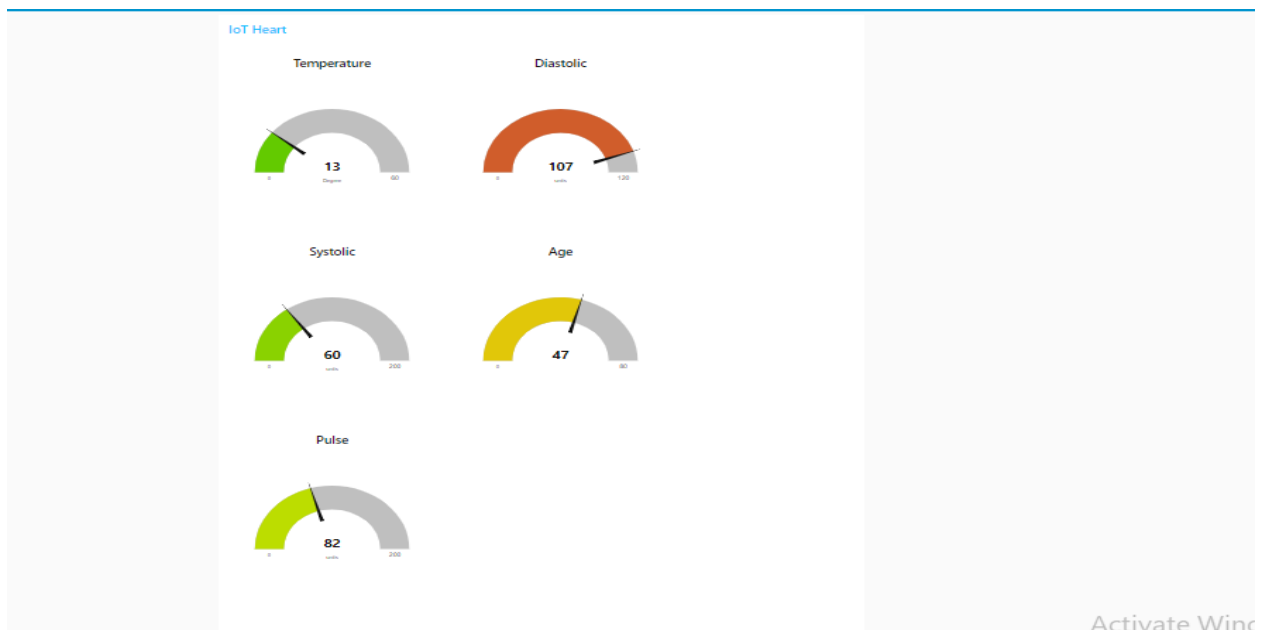 IoT Heart
Temperature
13
Degree
0 60
Diastolic
107
units
0 120
Systolic
60
units
0 200
Age
47
0 80
Pulse
82
units
0 200
Activate Wind